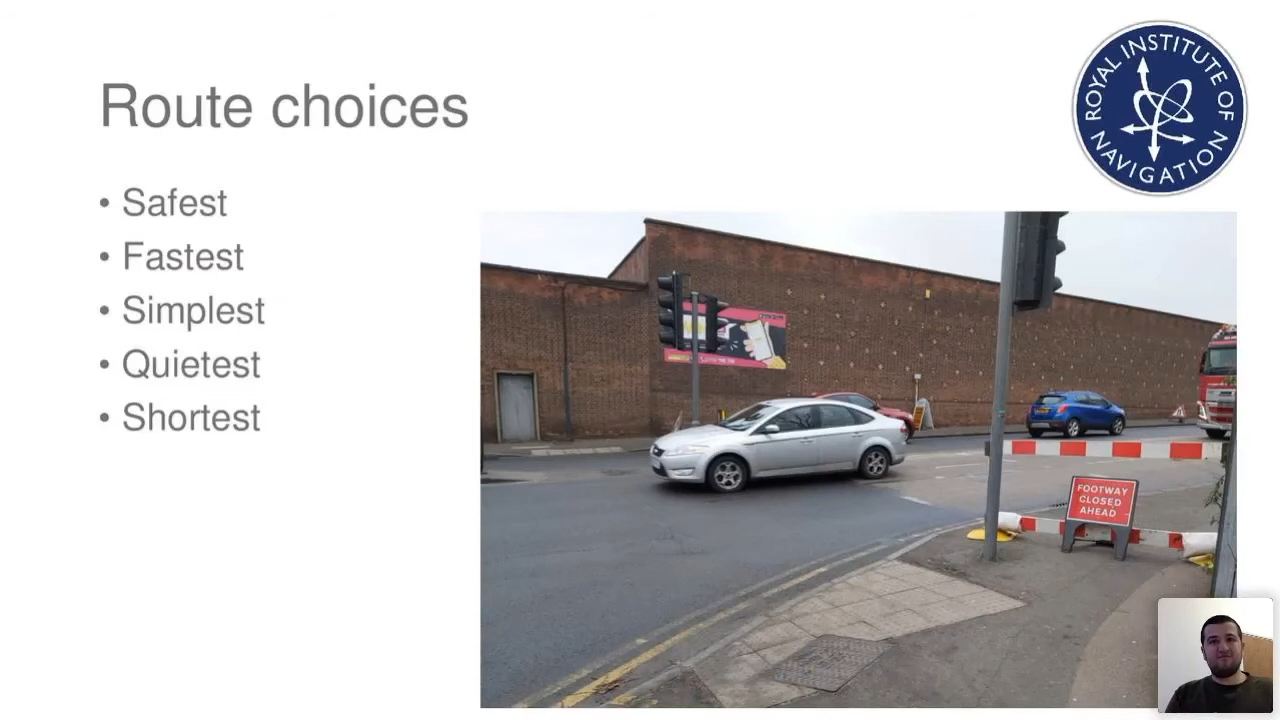 Route choices
• Safest
• Fastest
• Simplest
• Quietest
• Shortest
ROYAL INSTITUTE OF
NAVIGATION
FOOTWAY
CLOSED
AHEAD